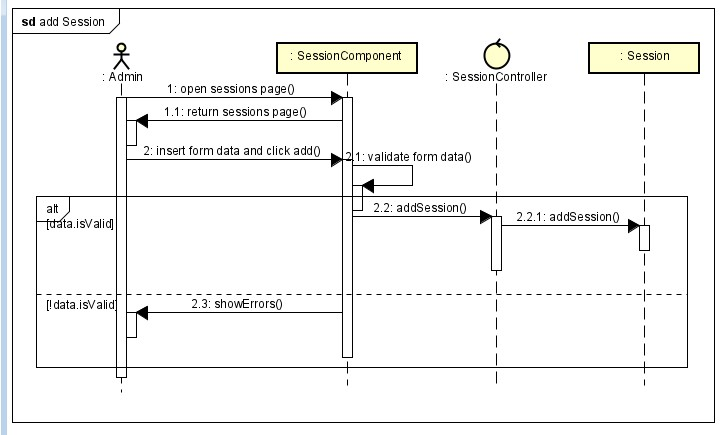 sd add Session
: Admin
: SessionComponent
: SessionController
: Session
1: open sessions page()
1.1: return sessions page()
2: insert form data and click add()
2.1: validate form data()
alt
[data.isValid]
2.2: addSession()
2.2.1: addSession()
[!data.isValid]
2.3: showErrors()